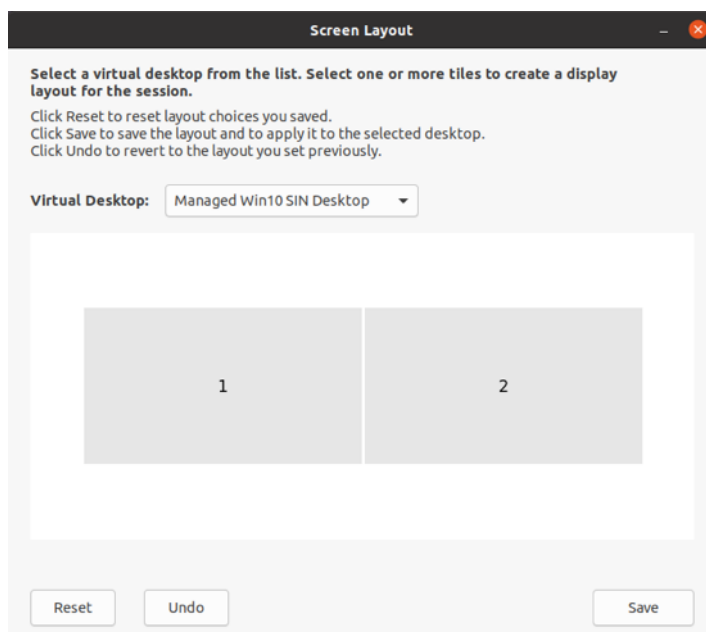 Screen Layout
Select a virtual desktop from the list. Select one or more tiles to create a display
layout for the session.
Click Reset to reset layout choices you saved.
Click Save to save the layout and to apply it to the selected desktop.
Click Undo to revert to the layout you set previously.
Virtual Desktop: Managed Win10 SIN Desktop
1 2
Reset Undo Save